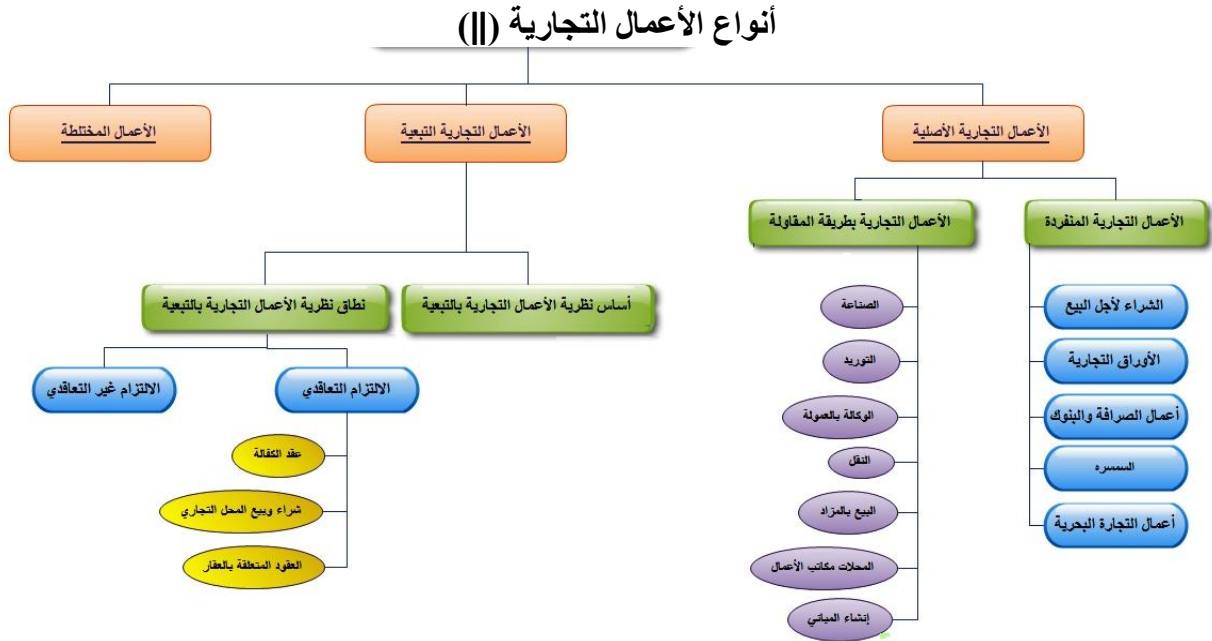 أنواع الأعمال التجارية (||)
الأعمال التجارية الأصلية
الأعمال التجارية التبعية
الأعمال المختلطة
الأعمال التجارية المنفردة
الأعمال التجارية بطريقة المقاولة
أساس نظرية الأعمال التجارية بالتبعية
نطاق نظرية الأعمال التجارية بالتبعية
الشراء لأجل البيع
الأوراق التجارية
أعمال الصرافة والبنوك
السمسره
أعمال التجارة البحرية
الصناعة
التوريد
الوكالة بالعمولة
النقل
البيع بالمزاد
المحلات مكاتب الأعمال
إنشاء المباني
الالتزام التعاقدي
الالتزام غير التعاقدي
عقد الكفالة
شراء وبيع المحل التجاري
العقود المتعلقة بالعقار